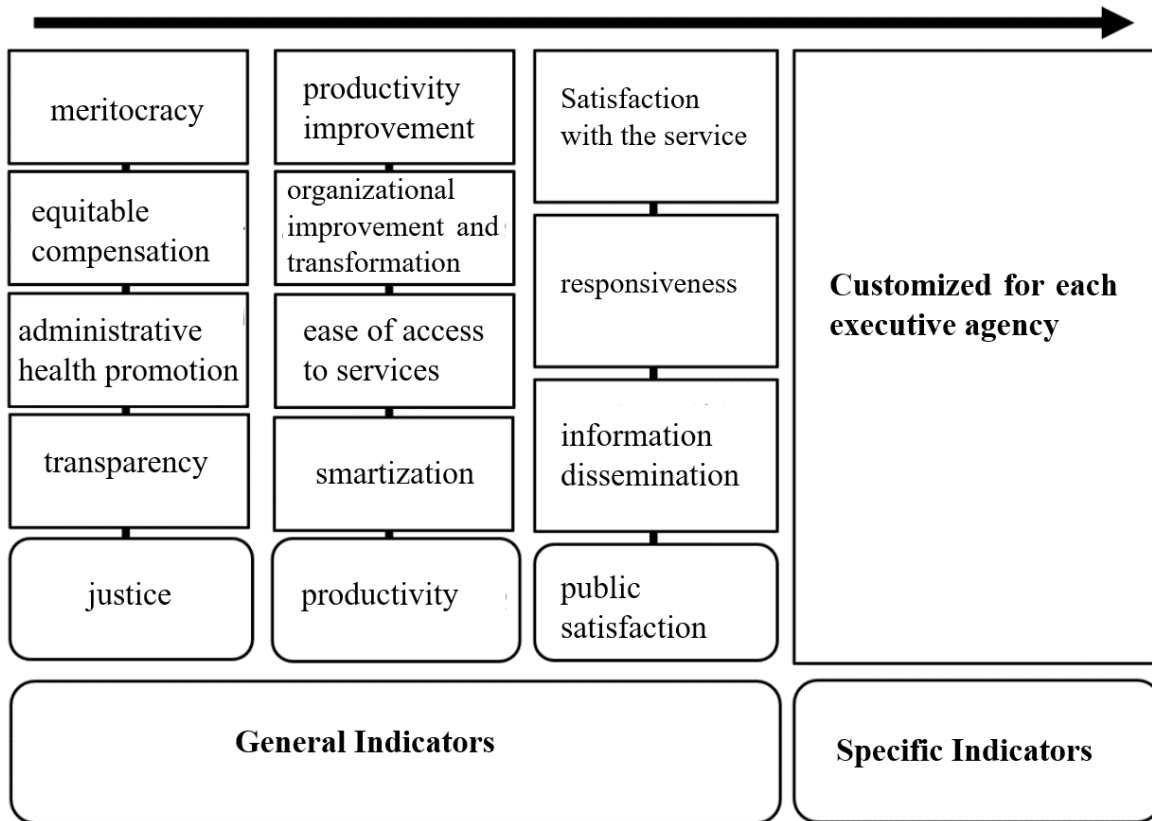 meritocracy
equitable
compensation
administrative
health promotion
transparency
justice
productivity
improvement
organizational
improvement and
transformation
ease of access
to services
smartization
productivity
Satisfaction
with the service
responsiveness
information
dissemination
public
satisfaction
Customized for each
executive agency
General Indicators
Specific Indicators